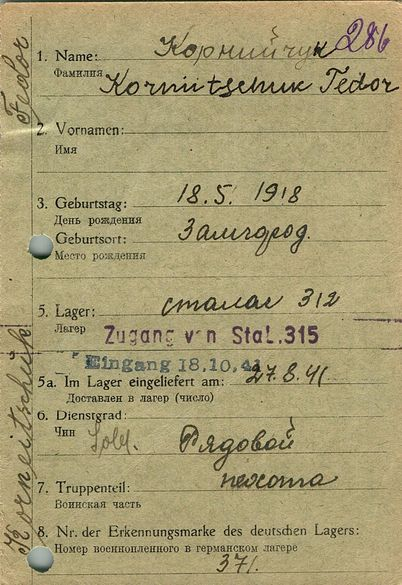 286
1. Name: Корнийчук
Фамилия
Korniitschuk Fedor
2. Vornamen:
Имя
3. Geburtstag: 18.5. 1918
День рождения
Geburtsort: Замгород.
Место рождения
5. Lager: сталаг 312
Лагерь
Zugang von Stal. 315
Eingang 18.10.41
5a. Im Lager eingeliefert am: 27.8.41
Доставлен в лагерь (число)
6. Dienstgrad:
Чин Sold. Рядовой
7. Truppenteil: пехота
Воинская часть
8. Nr. der Erkennungsmarke des deutschen Lagers:
Номер военнопленного в германском лагере
371.
Korneitschuk Fedor